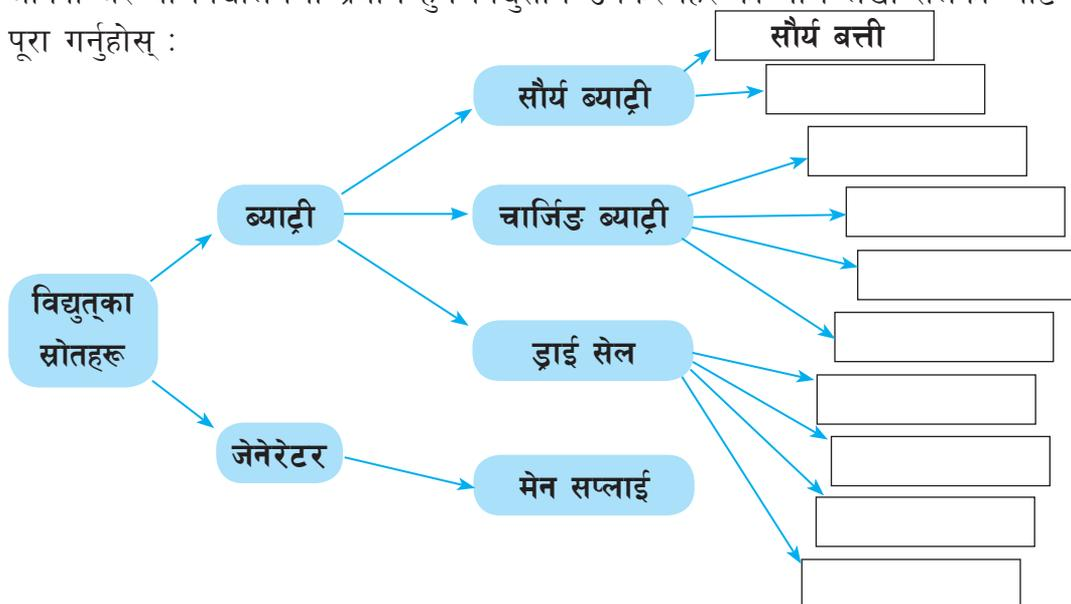 पूरा गर्नुहोस् :
सौर्य बत्ती
सौर्य ब्याट्री
ब्याट्री
चार्जिङ ब्याट्री
विद्युत्‌का
स्रोतहरू
ड्राई सेल
जेनेरेटर
मेन सप्लाई